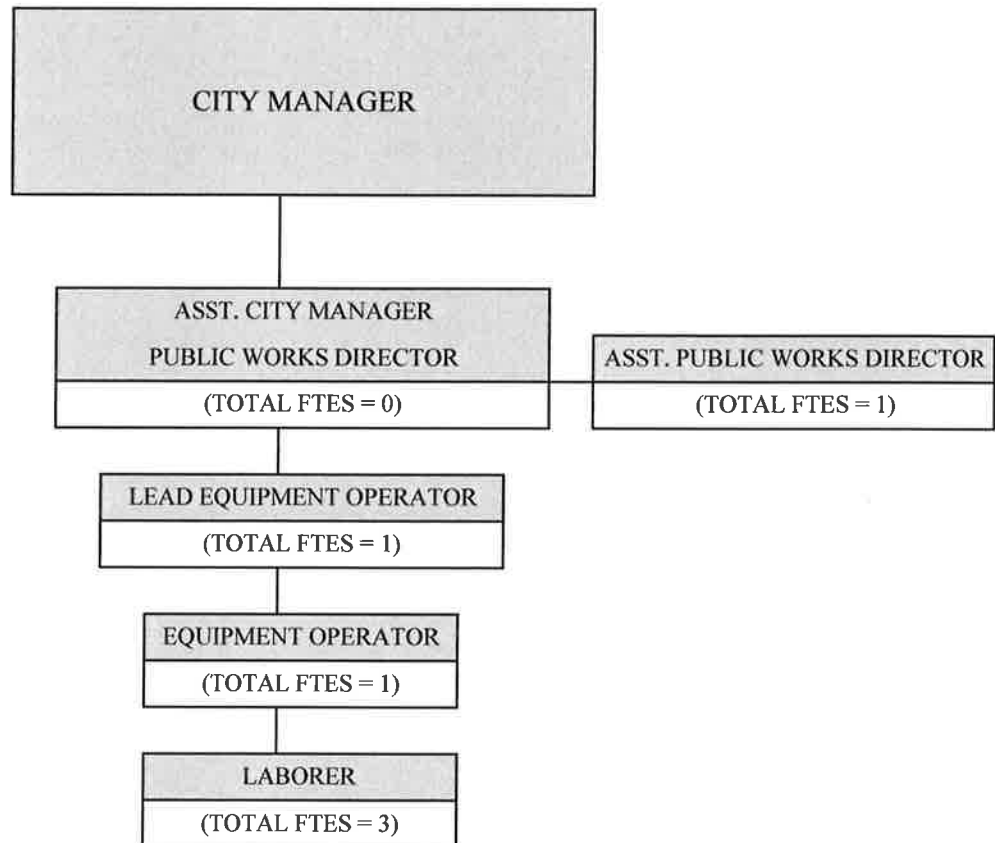 CITY MANAGER
ASST. CITY MANAGER
PUBLIC WORKS DIRECTOR
(TOTAL FTES = 0)
ASST. PUBLIC WORKS DIRECTOR
(TOTAL FTES = 1)
LEAD EQUIPMENT OPERATOR
(TOTAL FTES = 1)
EQUIPMENT OPERATOR
(TOTAL FTES = 1)
LABORER
(TOTAL FTES = 3)